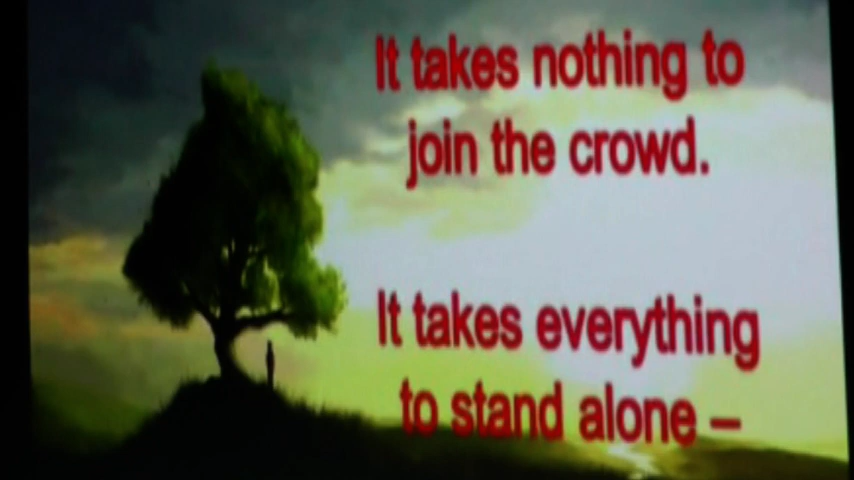 It takes nothing to
join the crowd.
It takes everything
to stand alone –